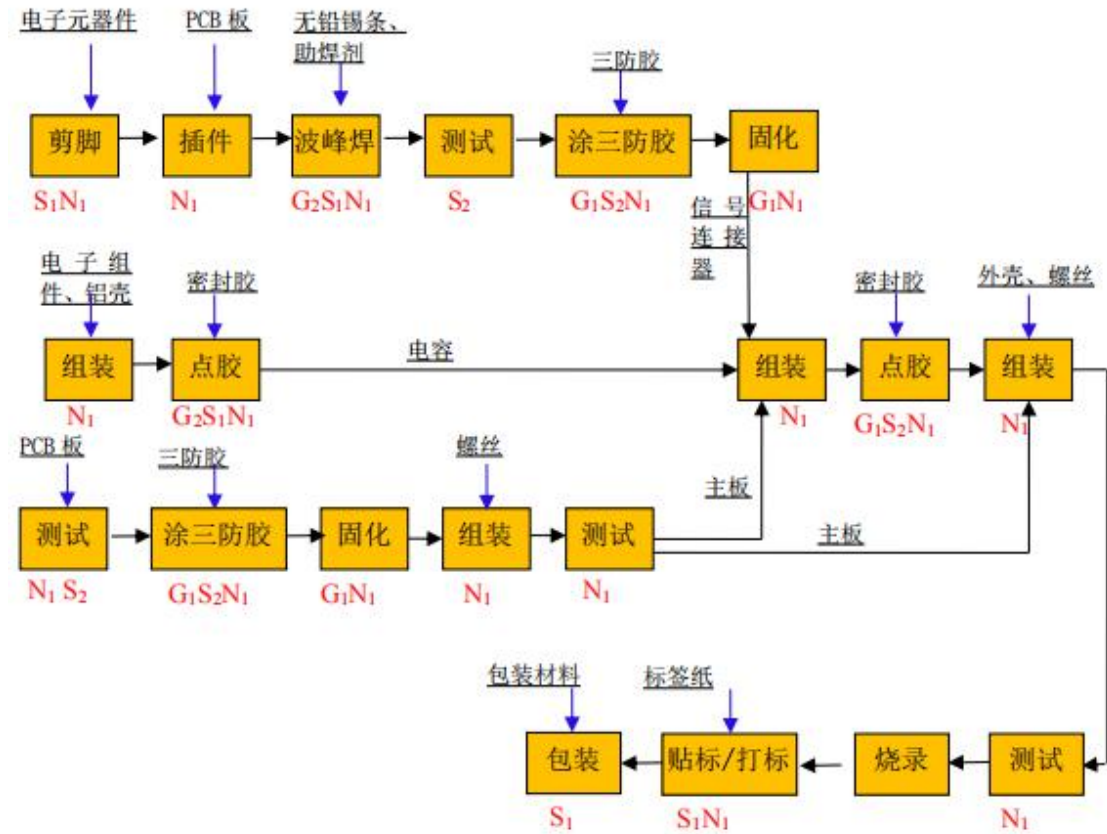 电子元器件
PCB 板
无铅锡条、
助焊剂
三防胶
剪脚
插件
波峰焊
测试
涂三防胶
固化
S₁N₁
N₁
G₂S₁N₁
S₂
G₁S₂N₁
G₁N₁
信号
连接
器
电子组
件、铝壳
密封胶
密封胶
外壳、螺丝
组装
点胶
电容
组装
点胶
组装
N₁
G₂S₁N₁
N₁
G₁S₂N₁
N₁
PCB 板
三防胶
螺丝
主板
测试
涂三防胶
固化
组装
测试
主板
N₁ S₂
G₁S₂N₁
G₁N₁
N₁
N₁
包装材料
标签纸
包装
贴标/打标
烧录
测试
S₁
S₁N₁
N₁